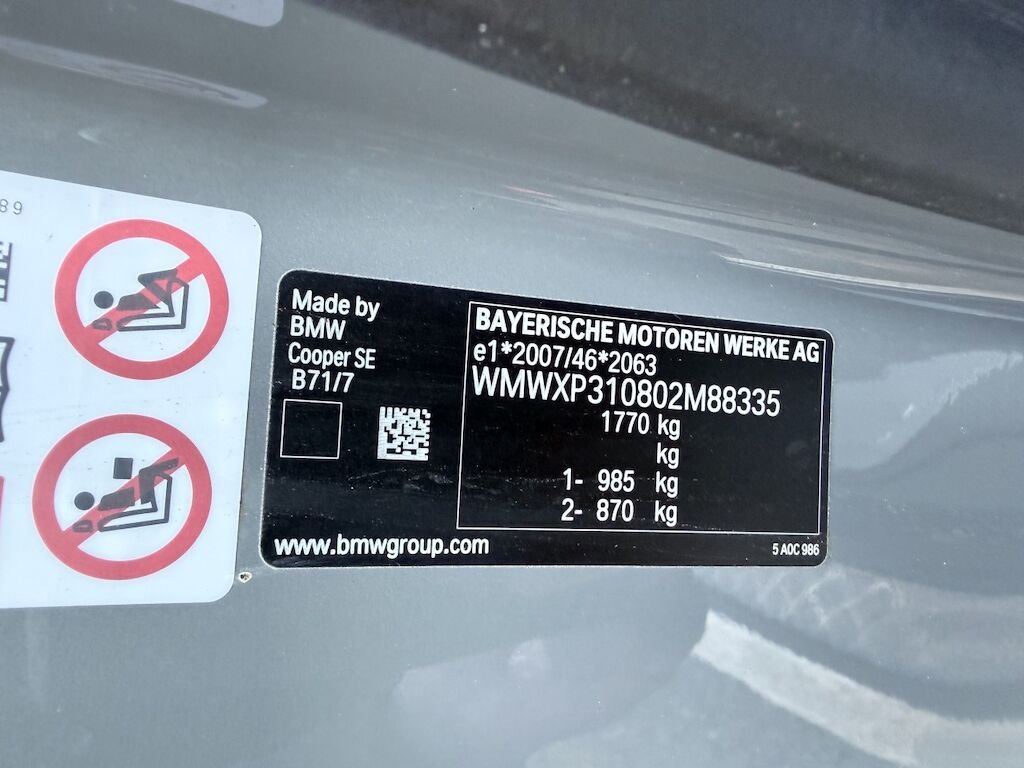 89
Made by
BMW
Cooper SE
B71/7
www.bmwgroup.com
BAYERISCHE MOTOREN WERKE AG
e1*2007/46*2063
WMWXP310802M88335
1770 kg
kg
1- 985 kg
2- 870 kg
5 A0C 986